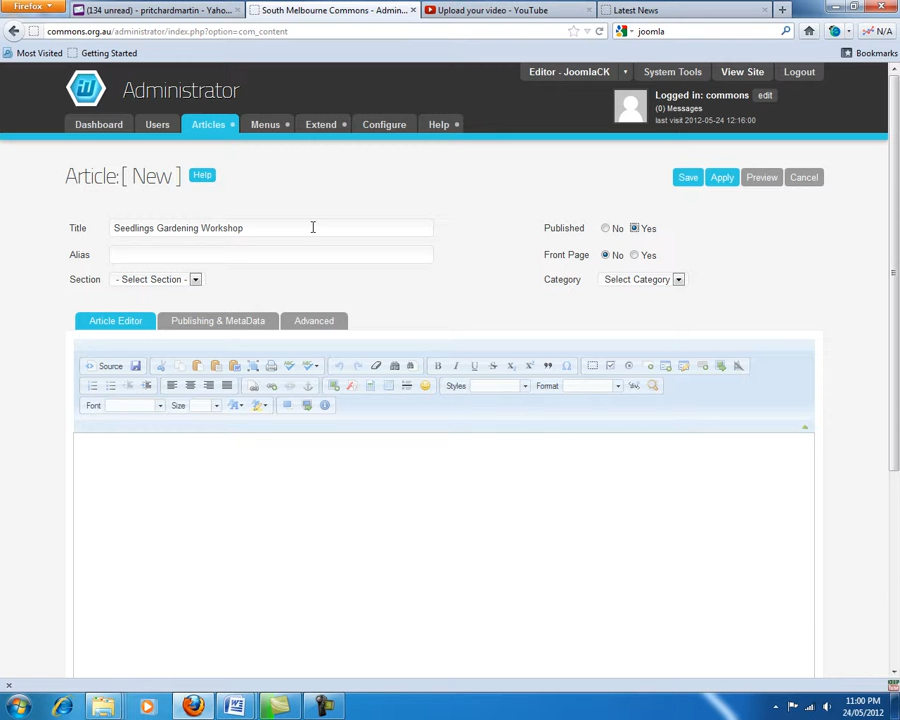 Firefox
(134 unread) - pritchardmartin - Yaho...
South Melbourne Commons - Admin...
Upload your video - YouTube
Latest News
commons.org.au/administrator/index.php?option=com_content
joomla
N/A
Most Visited
Getting Started
Bookmarks
Administrator
Editor - JoomlaCK
System Tools
View Site
Logout
Logged in: commons
edit
(0) Messages
last visit 2012-05-24 12:16:00
Dashboard
Users
Articles
Menus
Extend
Configure
Help
Article:[ New ]
Help
Save
Apply
Preview
Cancel
Title
Seedlings Gardening Workshop
Published
No
Yes
Alias
Front Page
No
Yes
Section
- Select Section -
Category
Select Category
Article Editor
Publishing & MetaData
Advanced
Source
Styles
Format
Font
Size
11:00 PM
24/05/2012